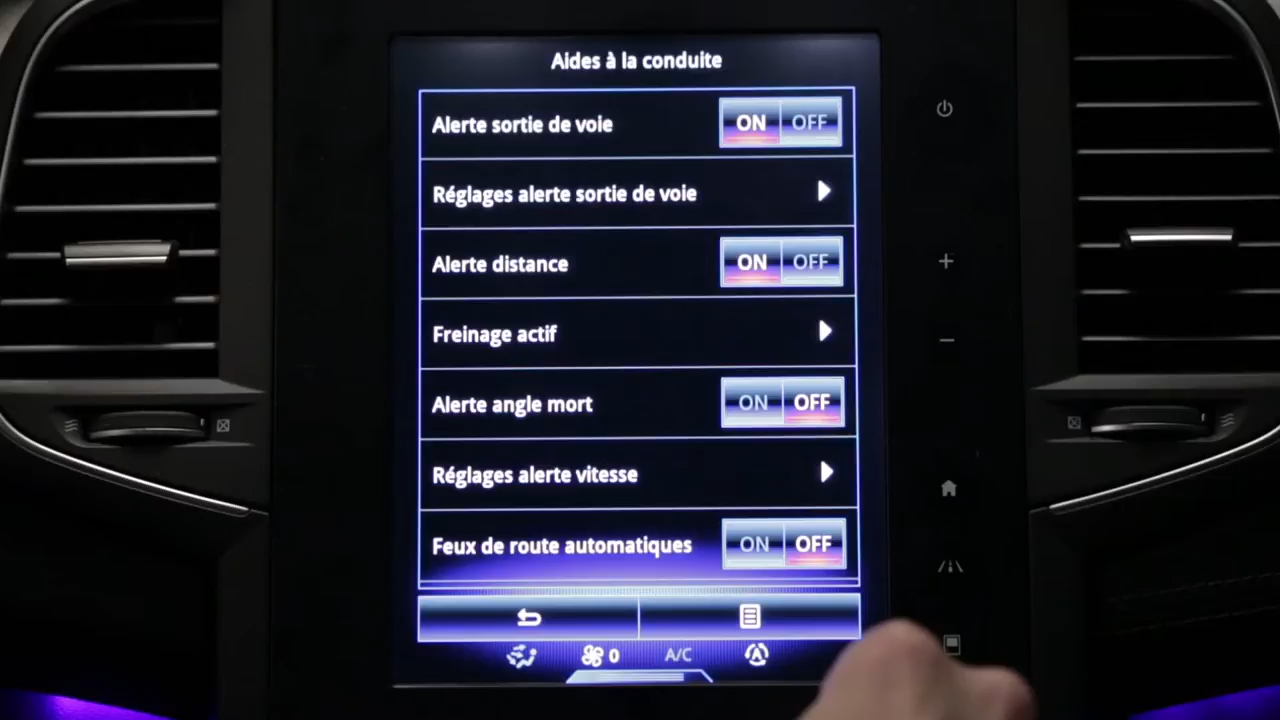 Aides à la conduite
Alerte sortie de voie ON OFF
Réglages alerte sortie de voie
Alerte distance ON OFF
Freinage actif
Alerte angle mort ON OFF
Réglages alerte vitesse
Feux de route automatiques ON OFF
0 A/C A